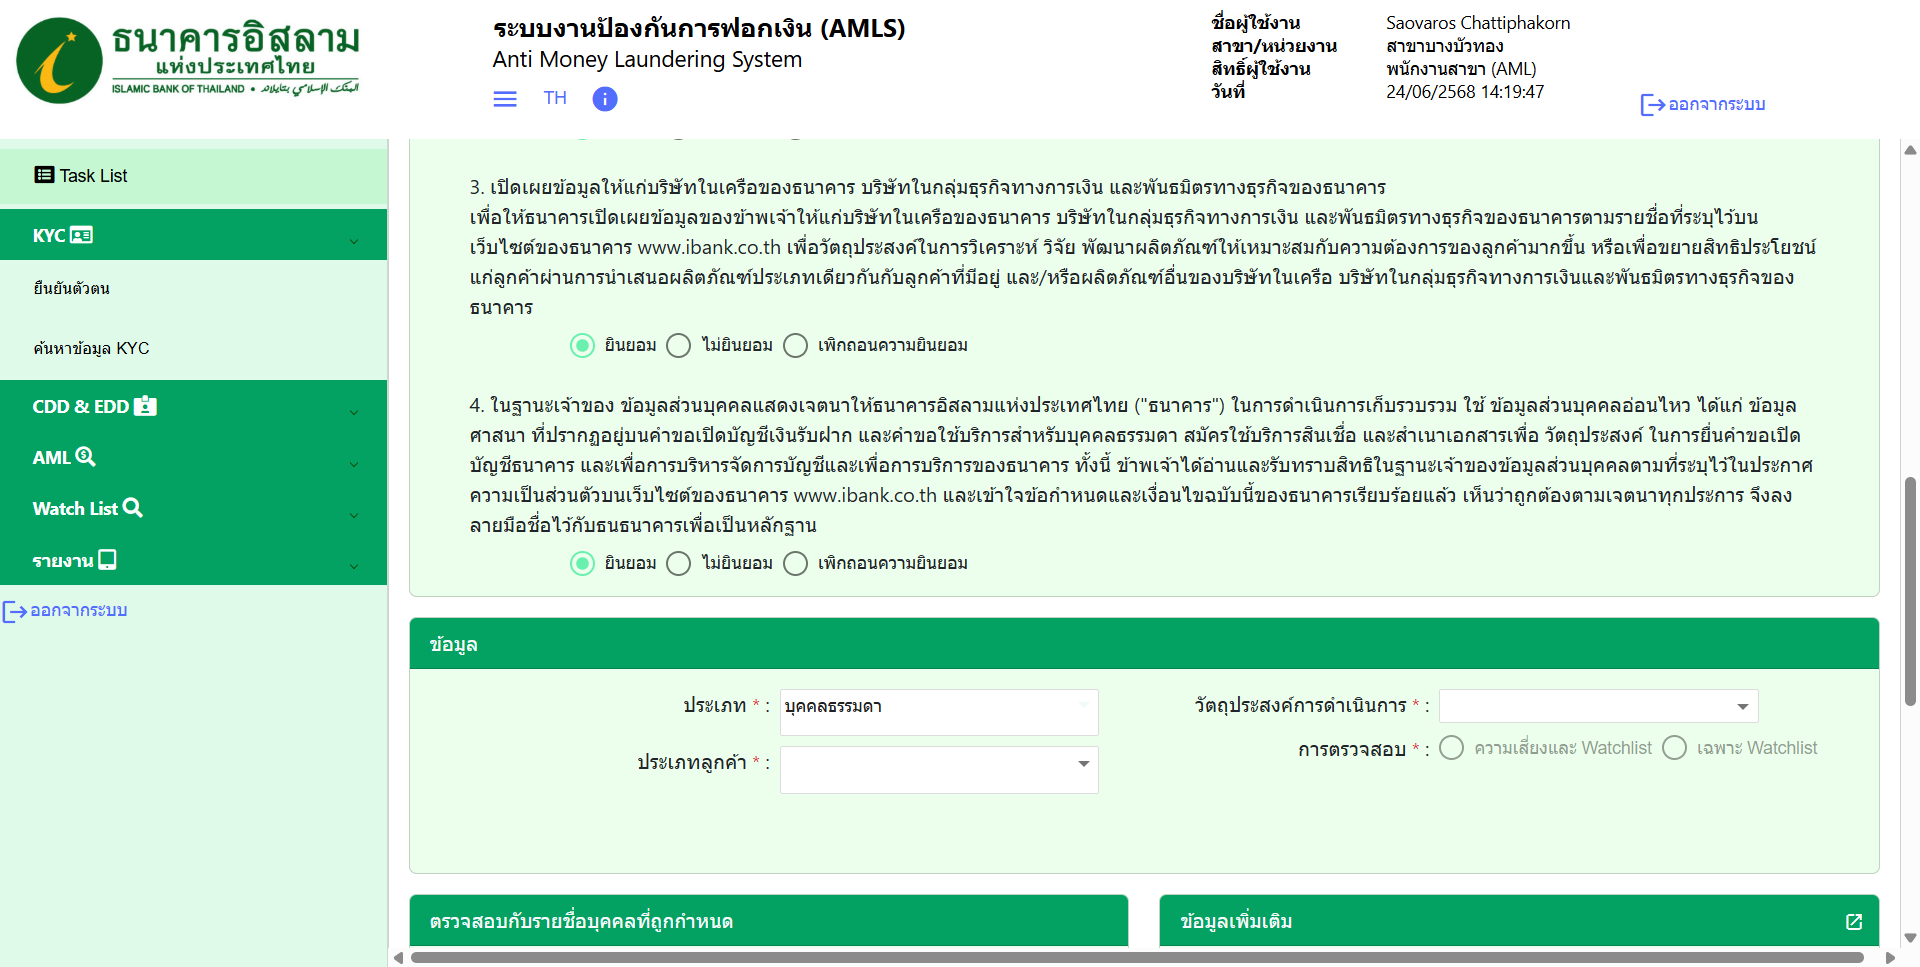 ธนาคารอิสลาม
แห่งประเทศไทย
ISLAMIC BANK OF THAILAND •
ระบบงานป้องกันการฟอกเงิน (AMLS)
Anti Money Laundering System
TH
ชื่อผู้ใช้งาน Saovaros Chattiphakorn
สาขา/หน่วยงาน สาขาบางบัวทอง
สิทธิ์ผู้ใช้งาน พนักงานสาขา (AML)
วันที่ 24/06/2568 14:19:47
ออกจากระบบ
Task List
KYC
ยืนยันตัวตน
ค้นหาข้อมูล KYC
CDD & EDD
AML
Watch List
รายงาน
ออกจากระบบ
3. เปิดเผยข้อมูลให้แก่บริษัทในเครือของธนาคาร บริษัทในกลุ่มธุรกิจทางการเงิน และพันธมิตรทางธุรกิจของธนาคาร
เพื่อให้ธนาคารเปิดเผยข้อมูลของข้าพเจ้าให้แก่บริษัทในเครือของธนาคาร บริษัทในกลุ่มธุรกิจทางการเงิน และพันธมิตรทางธุรกิจของธนาคารตามรายชื่อที่ระบุไว้บน
เว็บไซต์ของธนาคาร www.ibank.co.th เพื่อวัตถุประสงค์ในการวิเคราะห์ วิจัย พัฒนาผลิตภัณฑ์ให้เหมาะสมกับความต้องการของลูกค้ามากขึ้น หรือเพื่อขยายสิทธิประโยชน์
แก่ลูกค้าผ่านการนำเสนอผลิตภัณฑ์ประเภทเดียวกันกับลูกค้าที่มีอยู่ และ/หรือผลิตภัณฑ์อื่นของบริษัทในเครือ บริษัทในกลุ่มธุรกิจทางการเงินและพันธมิตรทางธุรกิจของ
ธนาคาร
ยินยอม ไม่ยินยอม เพิกถอนความยินยอม
4. ในฐานะเจ้าของ ข้อมูลส่วนบุคคลแสดงเจตนาให้ธนาคารอิสลามแห่งประเทศไทย ("ธนาคาร") ในการดำเนินการเก็บรวบรวม ใช้ ข้อมูลส่วนบุคคลอ่อนไหว ได้แก่ ข้อมูล
ศาสนา ที่ปรากฏอยู่บนคำขอเปิดบัญชีเงินรับฝาก และคำขอใช้บริการสำหรับบุคคลธรรมดา สมัครใช้บริการสินเชื่อ และสำเนาเอกสารเพื่อ วัตถุประสงค์ ในการยื่นคำขอเปิด
บัญชีธนาคาร และเพื่อการบริหารจัดการบัญชีและเพื่อการบริการของธนาคาร ทั้งนี้ ข้าพเจ้าได้อ่านและรับทราบสิทธิในฐานะเจ้าของข้อมูลส่วนบุคคลตามที่ระบุไว้ในประกาศ
ความเป็นส่วนตัวบนเว็บไซต์ของธนาคาร www.ibank.co.th และเข้าใจข้อกำหนดและเงื่อนไขฉบับนี้ของธนาคารเรียบร้อยแล้ว เห็นว่าถูกต้องตามเจตนาทุกประการ จึงลง
ลายมือชื่อไว้กับธนธนาคารเพื่อเป็นหลักฐาน
ยินยอม ไม่ยินยอม เพิกถอนความยินยอม
ข้อมูล
ประเภท * : บุคคลธรรมดา
วัตถุประสงค์การดำเนินการ * :
ประเภทลูกค้า * :
การตรวจสอบ * : ความเสี่ยงและ Watchlist เฉพาะ Watchlist
ตรวจสอบกับรายชื่อบุคคลที่ถูกกำหนด
ข้อมูลเพิ่มเติม